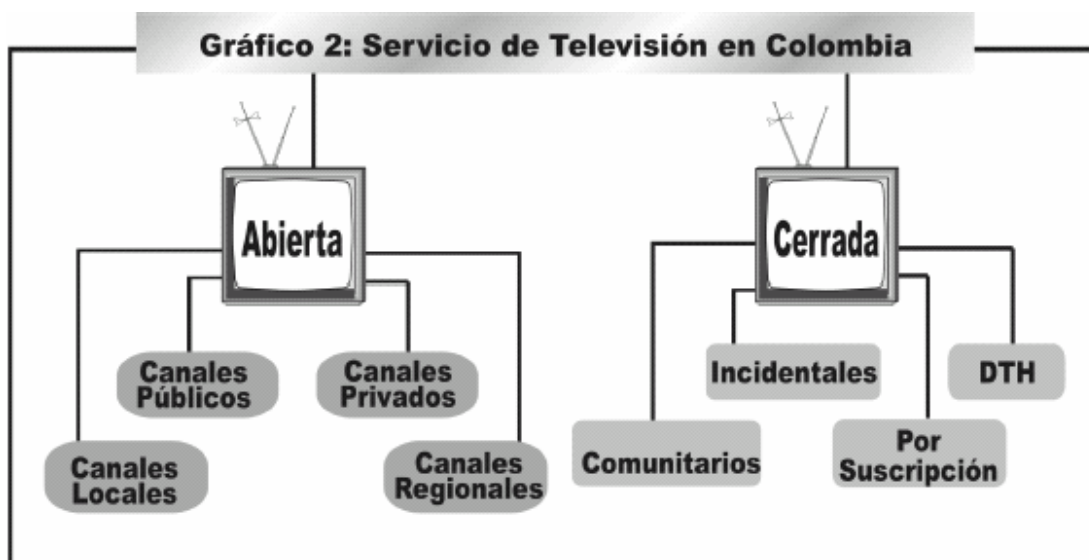 Gráfico 2: Servicio de Televisión en Colombia
Abierta
Canales
Públicos
Canales
Privados
Canales
Locales
Canales
Regionales
Cerrada
Incidentales
DTH
Comunitarios
Por
Suscripción